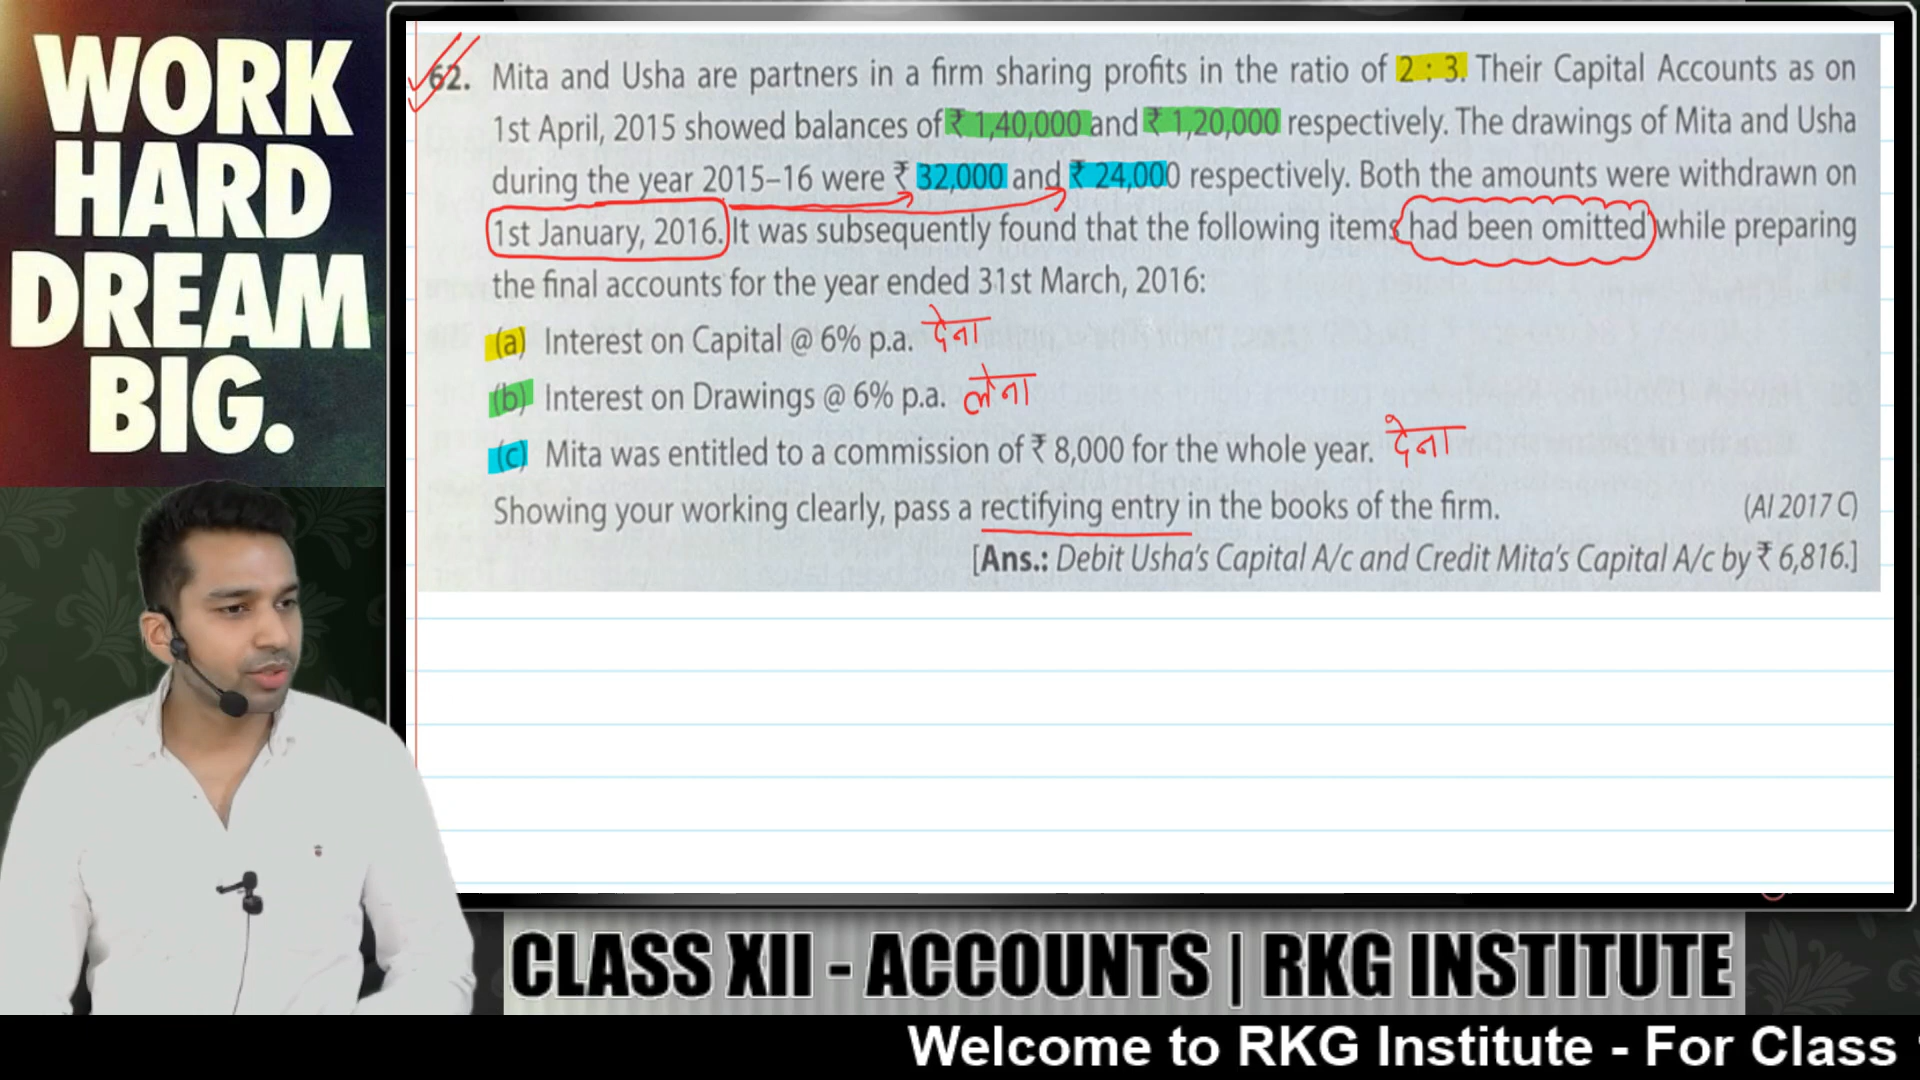 WORK
HARD
DREAM
BIG.
62. Mita and Usha are partners in a firm sharing profits in the ratio of 2 : 3. Their Capital Accounts as on
1st April, 2015 showed balances of ₹ 1,40,000 and ₹ 1,20,000 respectively. The drawings of Mita and Usha
during the year 2015–16 were ₹ 32,000 and ₹ 24,000 respectively. Both the amounts were withdrawn on
1st January, 2016. It was subsequently found that the following items had been omitted while preparing
the final accounts for the year ended 31st March, 2016:
(a) Interest on Capital @ 6% p.a. देना
(b) Interest on Drawings @ 6% p.a. लेना
(c) Mita was entitled to a commission of ₹ 8,000 for the whole year. देना
Showing your working clearly, pass a rectifying entry in the books of the firm. (AI 2017 C)
[Ans.: Debit Usha's Capital A/c and Credit Mita's Capital A/c by ₹ 6,816.]
CLASS XII - ACCOUNTS | RKG INSTITUTE
Welcome to RKG Institute - For Class